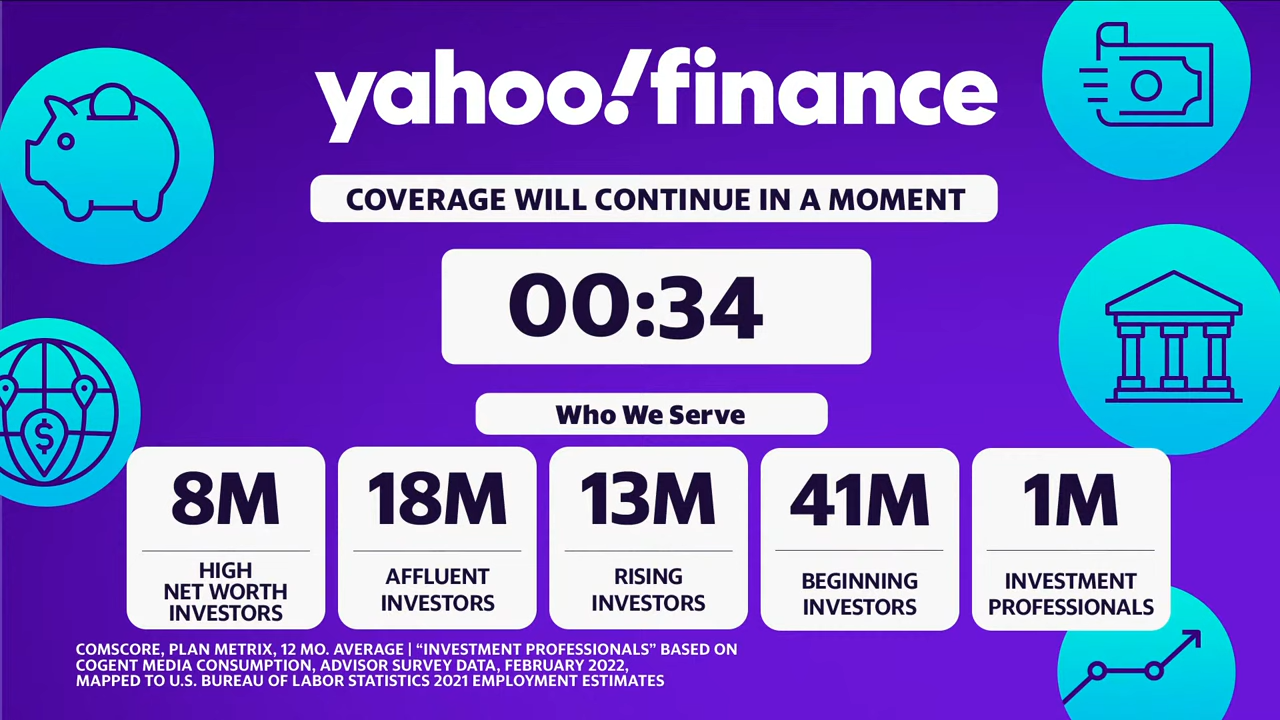 yahoo!finance
COVERAGE WILL CONTINUE IN A MOMENT
00:34
Who We Serve
8M
HIGH
NET WORTH
INVESTORS
18M
AFFLUENT
INVESTORS
13M
RISING
INVESTORS
41M
BEGINNING
INVESTORS
1M
INVESTMENT
PROFESSIONALS
COMSCORE, PLAN METRIX, 12 MO. AVERAGE | “INVESTMENT PROFESSIONALS” BASED ON
COGENT MEDIA CONSUMPTION, ADVISOR SURVEY DATA, FEBRUARY 2022,
MAPPED TO U.S. BUREAU OF LABOR STATISTICS 2021 EMPLOYMENT ESTIMATES
$